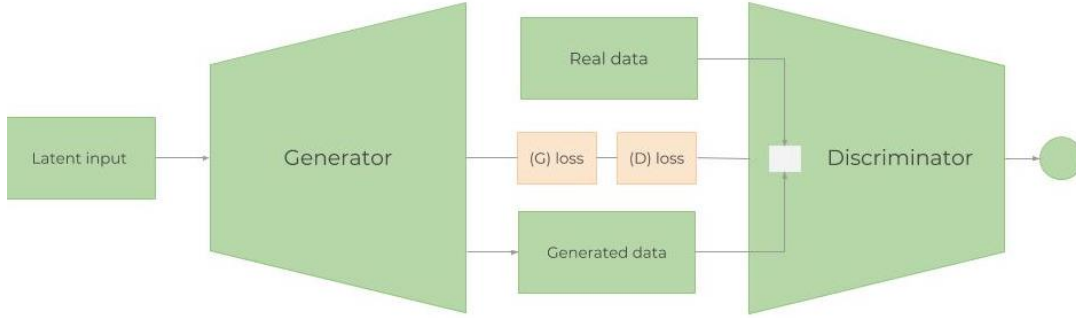 Latent input
Generator
Real data
(G) loss
(D) loss
Generated data
Discriminator